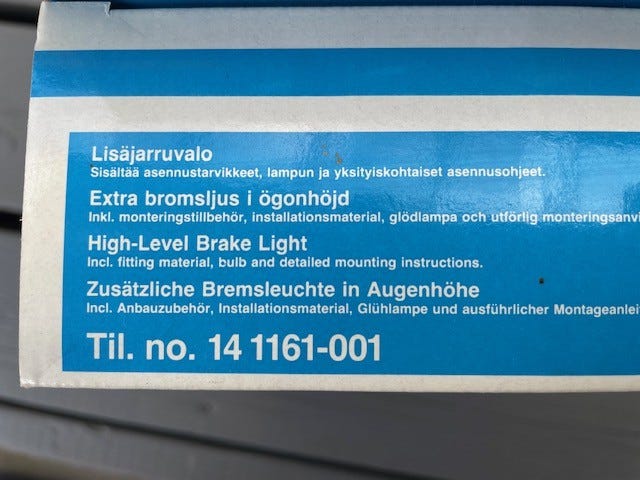 Lisäjarruvalo
Sisältää asennustarvikkeet, lampun ja yksityiskohtaiset asennusohjeet.
Extra bromsljus i ögonhöjd
Inkl. monteringstillbehör, installationsmaterial, glödlampa och utförlig
High-Level Brake Light
Incl. fitting material, bulb and detailed mounting instructions.
Zusätzliche Bremsleuchte in Augenhöhe
Incl. Anbauzubehör, Installationsmaterial, Glühlampe und ausführlicher
Til. no. 14 1161-001